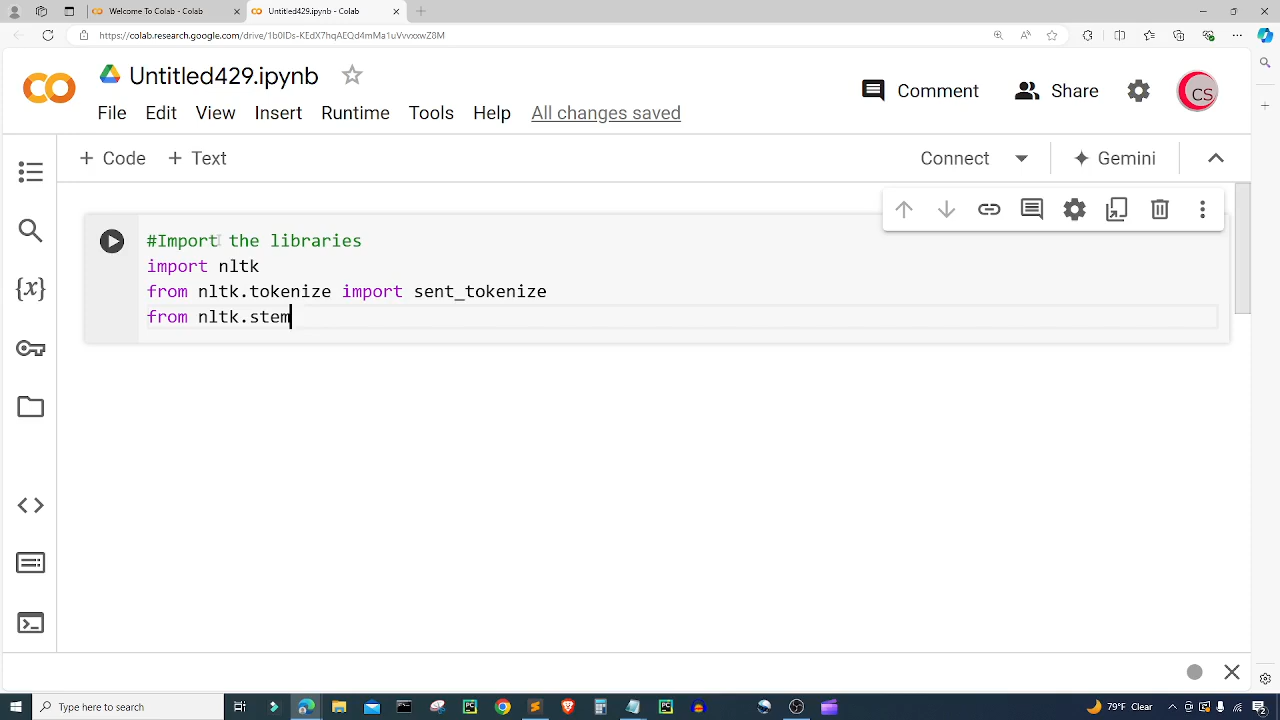 Welcome To Colab - Colab
Untitled429.ipynb - Colab
Untitled429.ipynb
Comment
Share
CS
File Edit View Insert Runtime Tools Help All changes saved
+ Code + Text
Connect
Gemini
{x}
#Import the libraries
import nltk
from nltk.tokenize import sent_tokenize
from nltk.stem
Type here to search
79°F Clear